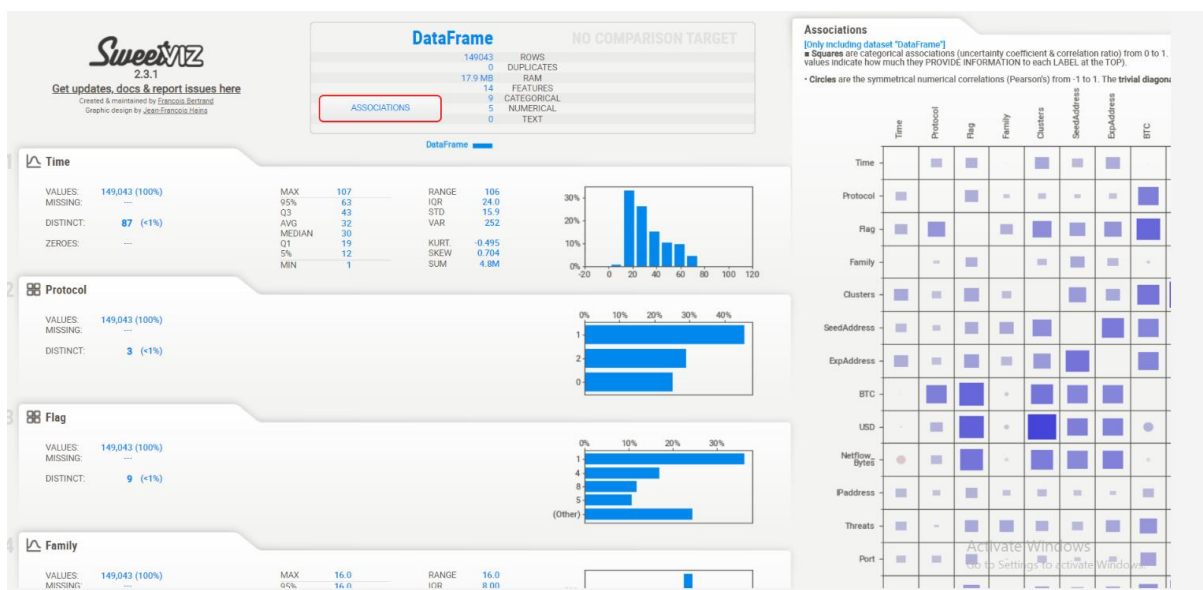 SweetVIZ
2.3.1
Get updates, docs & report issues here
Created & maintained by Francois Bertrand
Graphic design by Jean-Francois Hains
DataFrame NO COMPARISON TARGET
149043 ROWS
0 DUPLICATES
17.9 MB RAM
14 FEATURES
9 CATEGORICAL
5 NUMERICAL
0 TEXT
ASSOCIATIONS
DataFrame
1 Time
VALUES: 149,043 (100%)
MISSING: ---
DISTINCT: 87 (<1%)
ZEROES: ---
MAX 107
95% 63
Q3 43
AVG 32
MEDIAN 30
Q1 19
5% 12
MIN 1
RANGE 106
IQR 24.0
STD 15.9
VAR 252
KURT. -0.495
SKEW 0.704
SUM 4.8M
30%
20%
10%
0%
-20 0 20 40 60 80 100 120
2 Protocol
VALUES: 149,043 (100%)
MISSING: ---
DISTINCT: 3 (<1%)
0% 10% 20% 30% 40%
1
2
0
3 Flag
VALUES: 149,043 (100%)
MISSING: ---
DISTINCT: 9 (<1%)
0% 10% 20% 30%
1
4
8
5
(Other)
4 Family
VALUES: 149,043 (100%)
MISSING: ---
MAX 16.0
95% 16.0
RANGE 16.0
IQR 8.00
Associations
[Only including dataset "DataFrame"]
■ Squares are categorical associations (uncertainty coefficient & correlation ratio) from 0 to 1.
values indicate how much they PROVIDE INFORMATION to each LABEL at the TOP).
• Circles are the symmetrical numerical correlations (Pearson's) from -1 to 1. The trivial diagona
Time Protocol Flag Family Clusters SeedAddress ExpAddress BTC
Time
Protocol
Flag
Family
Clusters
SeedAddress
ExpAddress
BTC
USD
Netflow_
Bytes
IPaddress
Threats
Port
Activate Windows
Go to Settings to activate Windows.